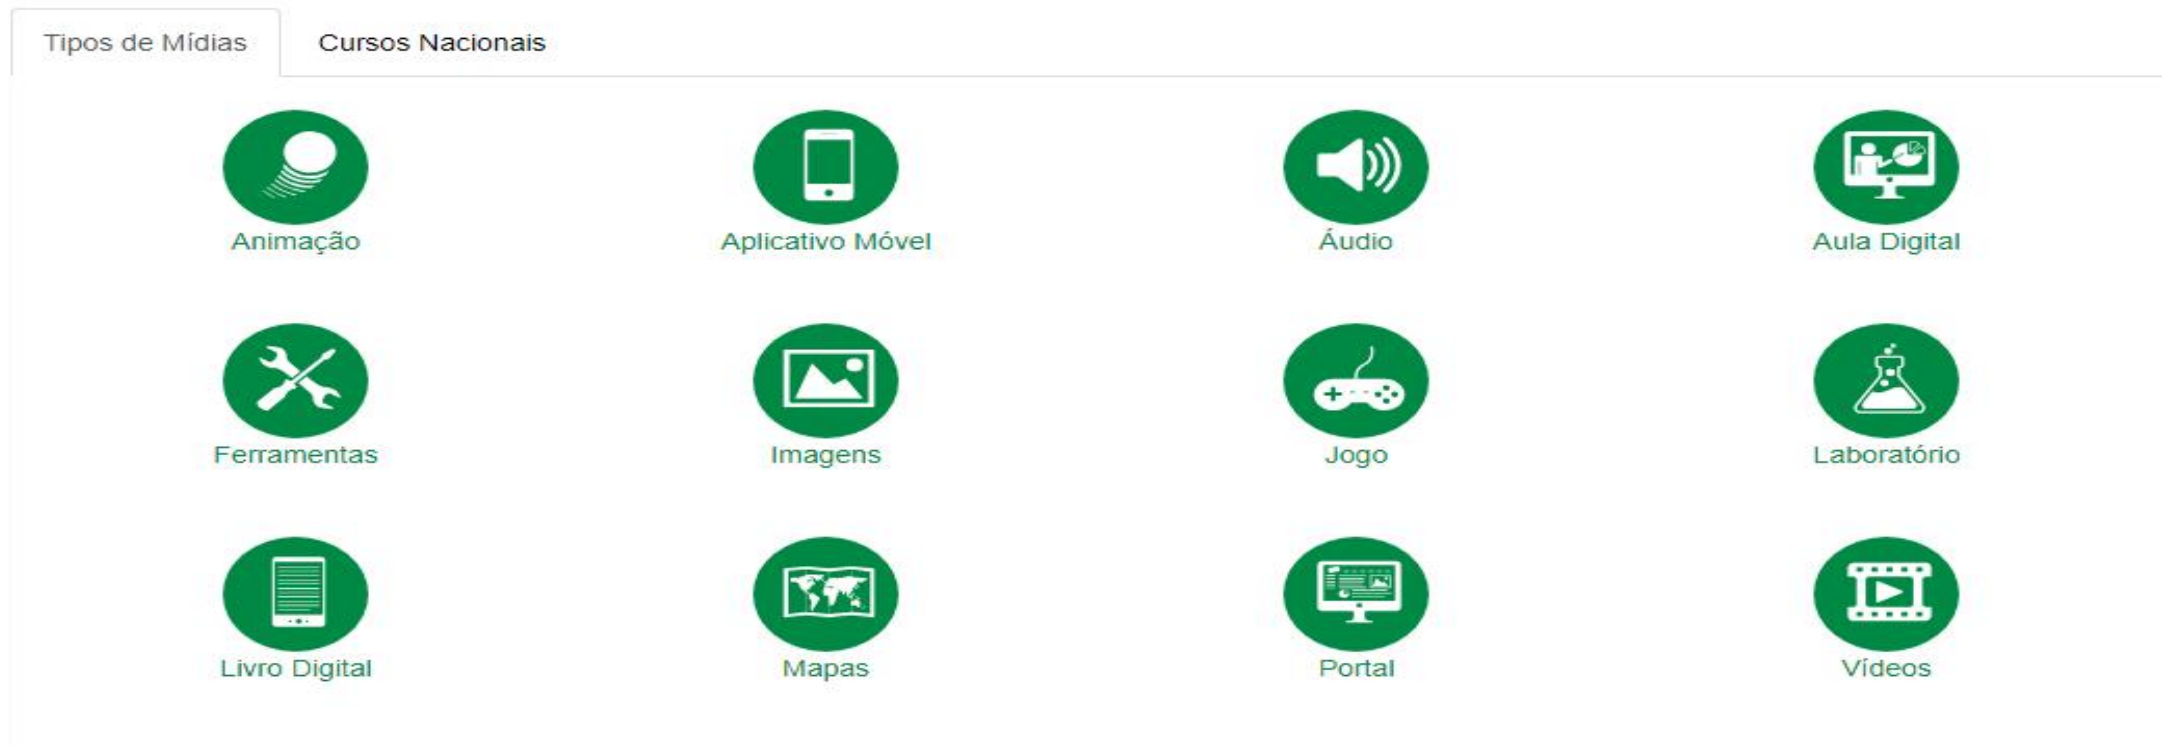 Tipos de Mídias
Cursos Nacionais
Animação
Aplicativo Móvel
Áudio
Aula Digital
Ferramentas
Imagens
Jogo
Laboratório
Livro Digital
Mapas
Portal
Vídeos